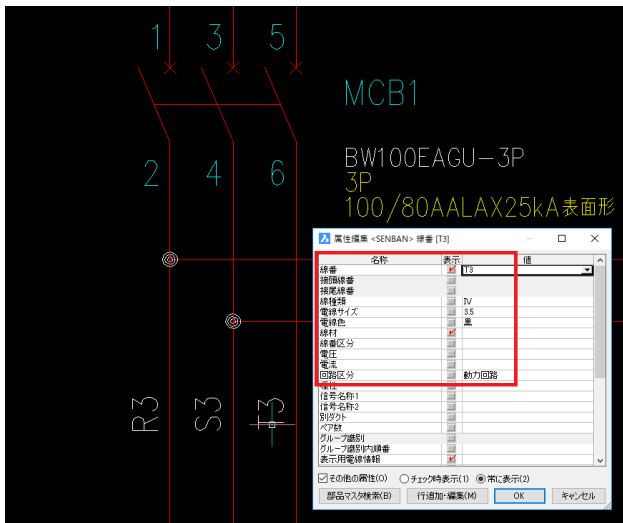 1 3 5
MCB1
BW100EAGU-3P
3P
100/80AALAX25kA表面形
2 4 6
R3 S3 T3
属性編集 <SENBAN> 線番 [T3]
名称 表示 値
線番 T3
接頭線番
接尾線番
線種類 IV
電線サイズ 3.5
電線色 黒
線材
線番区分
電圧
電流
回路区分 動力回路
極性
信号名称1
信号名称2
別ダクト
ペア数
グループ識別
グループ識別内順番
表示用電線情報
その他の属性(O) チェック時表示(1) 常に表示(2)
部品マスタ検索(B) 行追加・編集(M) OK キャンセル